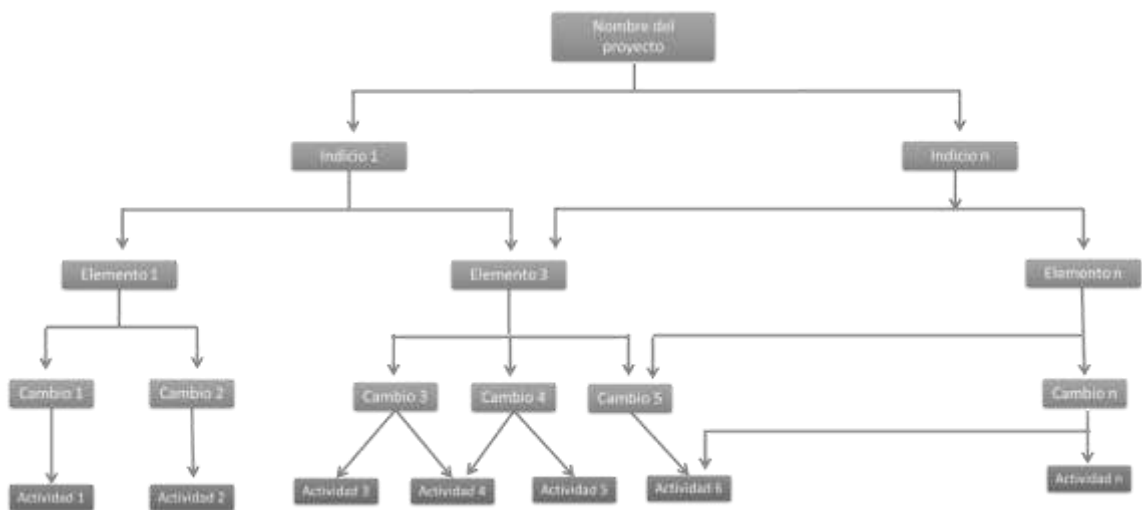 Nombre del
proyecto
Indicio 1
Indicio n
Elemento 1
Elemento 3
Elemento n
Cambio 1
Cambio 2
Cambio 3
Cambio 4
Cambio 5
Cambio n
Actividad 1
Actividad 2
Actividad 3
Actividad 4
Actividad 5
Actividad 6
Actividad n